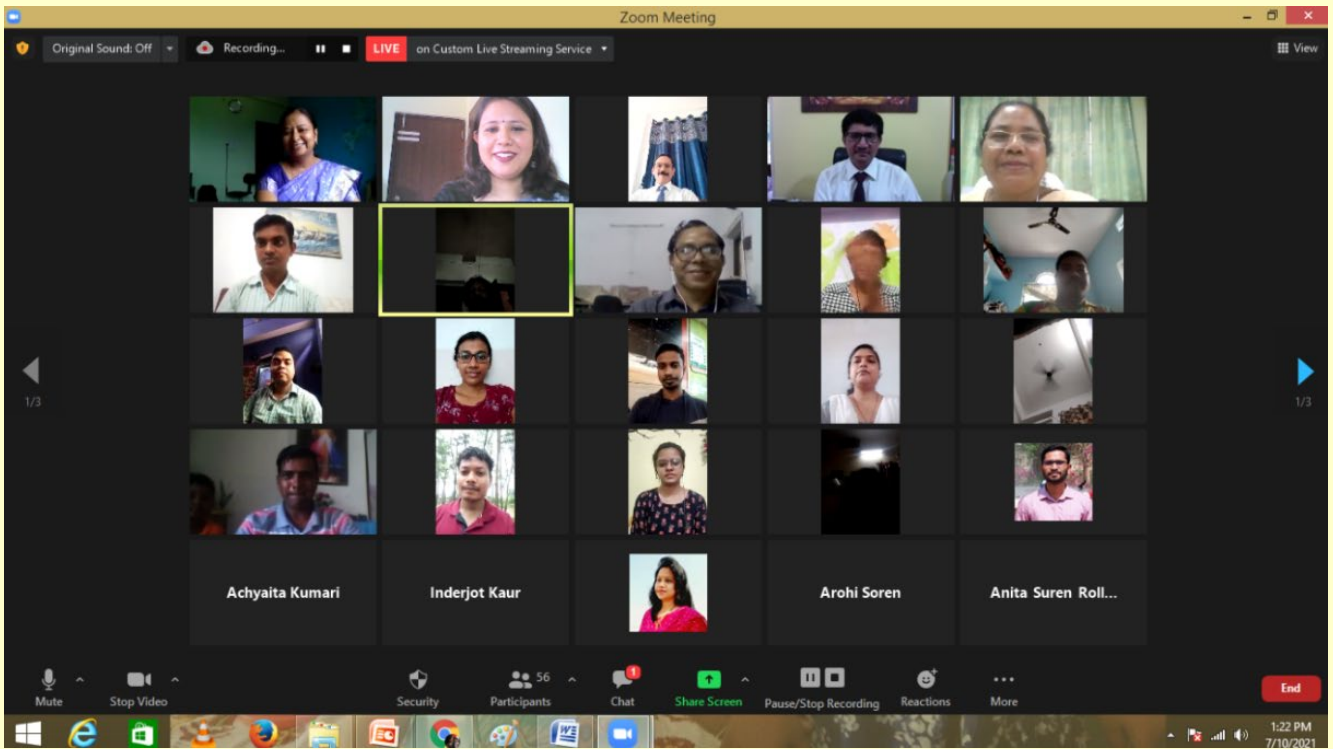 Zoom Meeting
Original Sound: Off
Recording...
LIVE on Custom Live Streaming Service
View
1/3
1/3
Achyaita Kumari
Inderjot Kaur
Arohi Soren
Anita Suren Roll...
Mute
Stop Video
Security
56
Participants
1
Chat
Share Screen
Pause/Stop Recording
Reactions
More
End
1:22 PM
7/10/2021